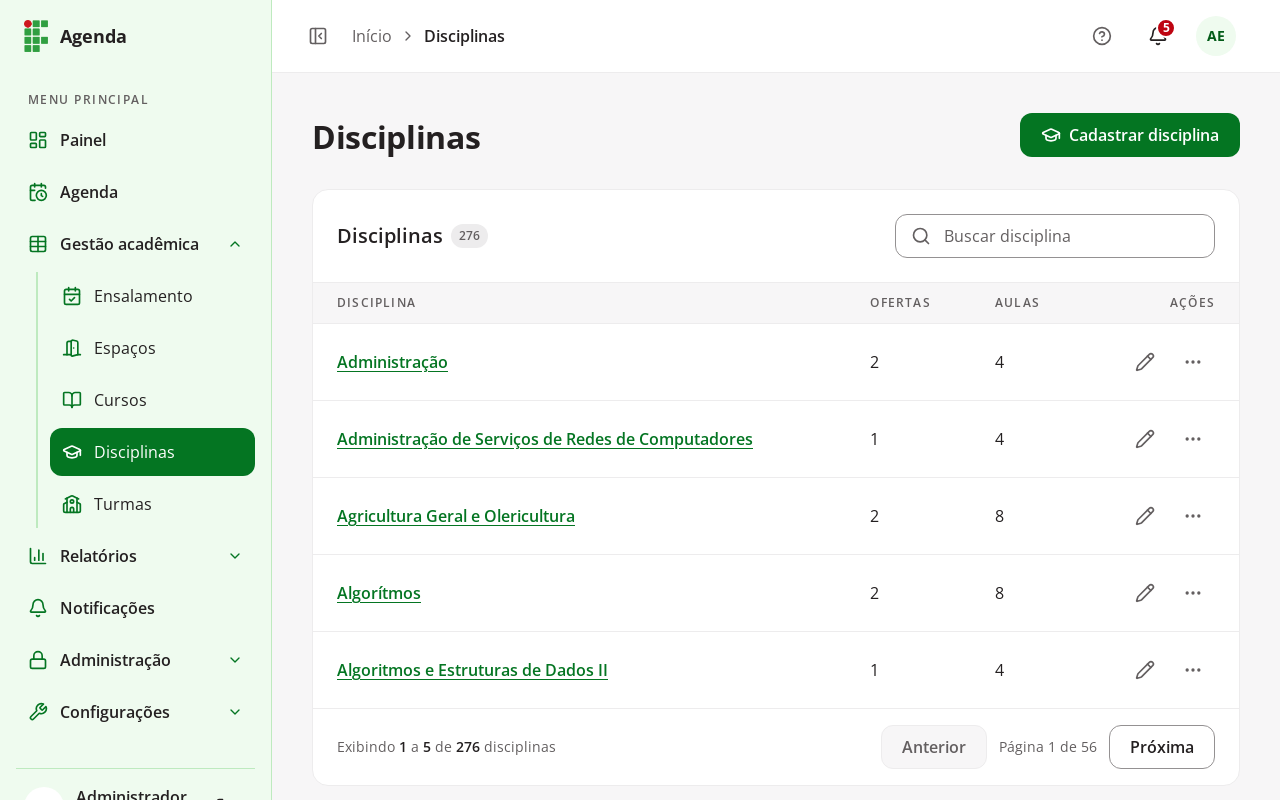 Agenda
Início
Disciplinas
5
AE
MENU PRINCIPAL
Painel
Agenda
Gestão acadêmica
Ensalamento
Espaços
Cursos
Disciplinas
Turmas
Relatórios
Notificações
Administração
Configurações
Administrador
Disciplinas
Cadastrar disciplina
Disciplinas 276
Buscar disciplina
DISCIPLINA OFERTAS AULAS AÇÕES
Administração 2 4
Administração de Serviços de Redes de Computadores 1 4
Agricultura Geral e Olericultura 2 8
Algorítmos 2 8
Algoritmos e Estruturas de Dados II 1 4
Exibindo 1 a 5 de 276 disciplinas
Anterior Página 1 de 56 Próxima